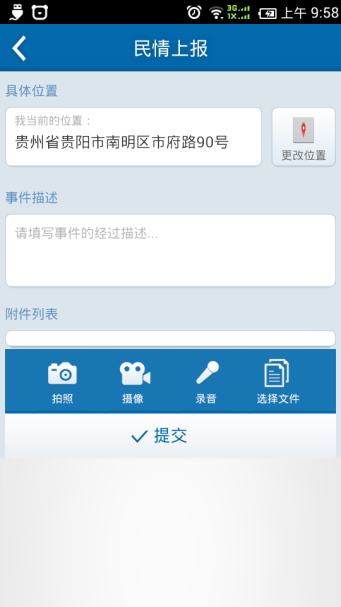 3G
1X
上午 9:58
民情上报
具体位置
我当前的位置：
贵州省贵阳市南明区市府路90号
更改位置
事件描述
请填写事件的经过描述...
附件列表
拍照
摄像
录音
选择文件
提交